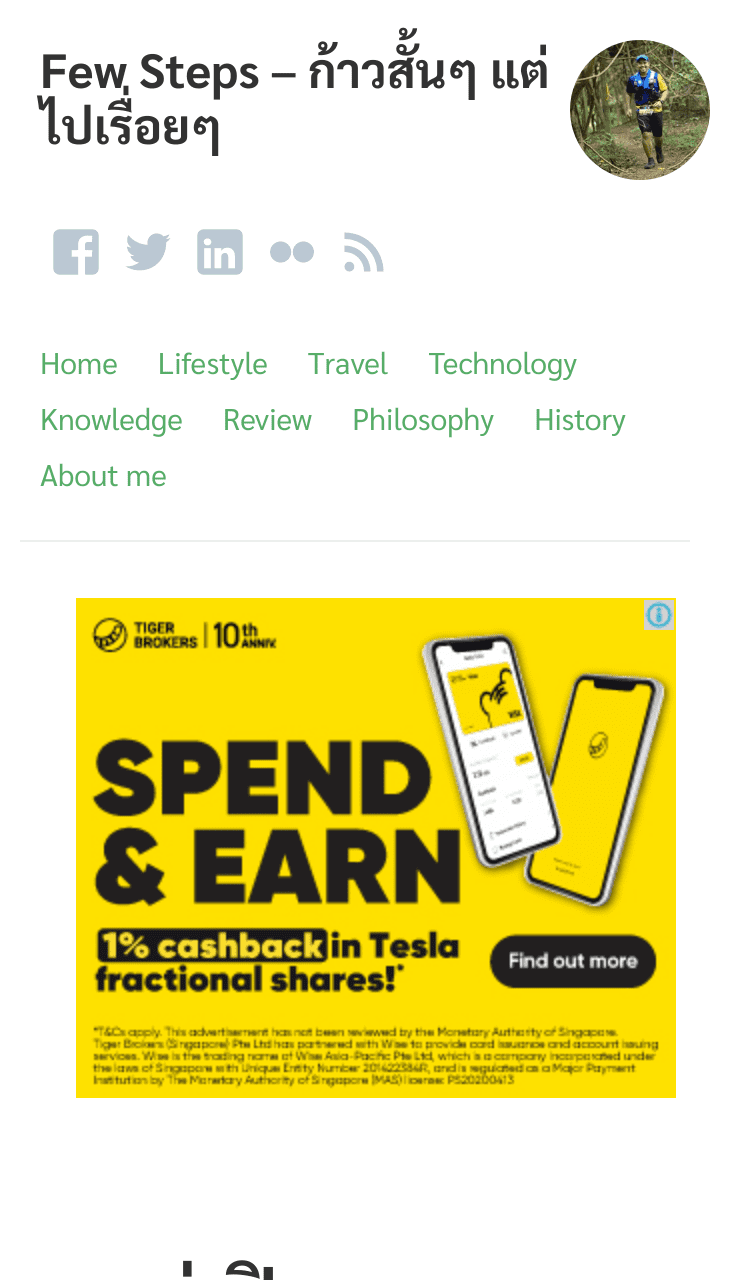 Few Steps – ก้าวสั้นๆ แต่
ไปเรื่อยๆ
Home Lifestyle Travel Technology
Knowledge Review Philosophy History
About me
TIGER BROKERS | 10th ANNIV.
SPEND
& EARN
1% cashback in Tesla
fractional shares!*
Find out more
*T&Cs apply. This advertisement has not been reviewed by the Monetary Authority of Singapore.
Tiger Brokers (Singapore) Pte Ltd has partnered with Wise to provide card issuance and account issuing
services. Wise is the trading name of Wise Asia-Pacific Pte Ltd, which is a company incorporated under
the laws of Singapore with Unique Entity Number 201422384R, and is regulated as a Major Payment
Institution by The Monetary Authority of Singapore (MAS) license: PS20200413